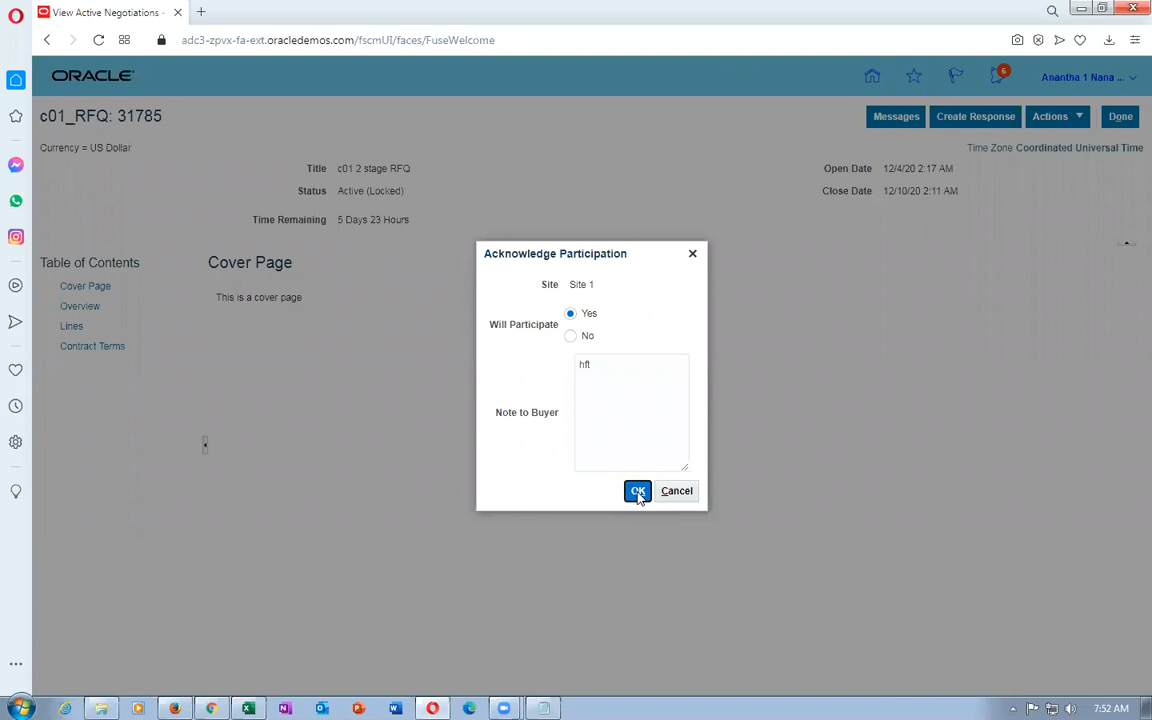 View Active Negotiations -
adc3-zpvx-fa-ext.oracledemos.com/fscmUI/faces/FuseWelcome
ORACLE
6
Anantha 1 Nana ...
c01_RFQ: 31785
Messages
Create Response
Actions
Done
Currency = US Dollar
Time Zone Coordinated Universal Time
Title c01 2 stage RFQ
Open Date 12/4/20 2:17 AM
Status Active (Locked)
Close Date 12/10/20 2:11 AM
Time Remaining 5 Days 23 Hours
Table of Contents
Cover Page
Overview
Lines
Contract Terms
Cover Page
This is a cover page
Acknowledge Participation
Site Site 1
Will Participate
Yes
No
Note to Buyer
hft
OK
Cancel
7:52 AM